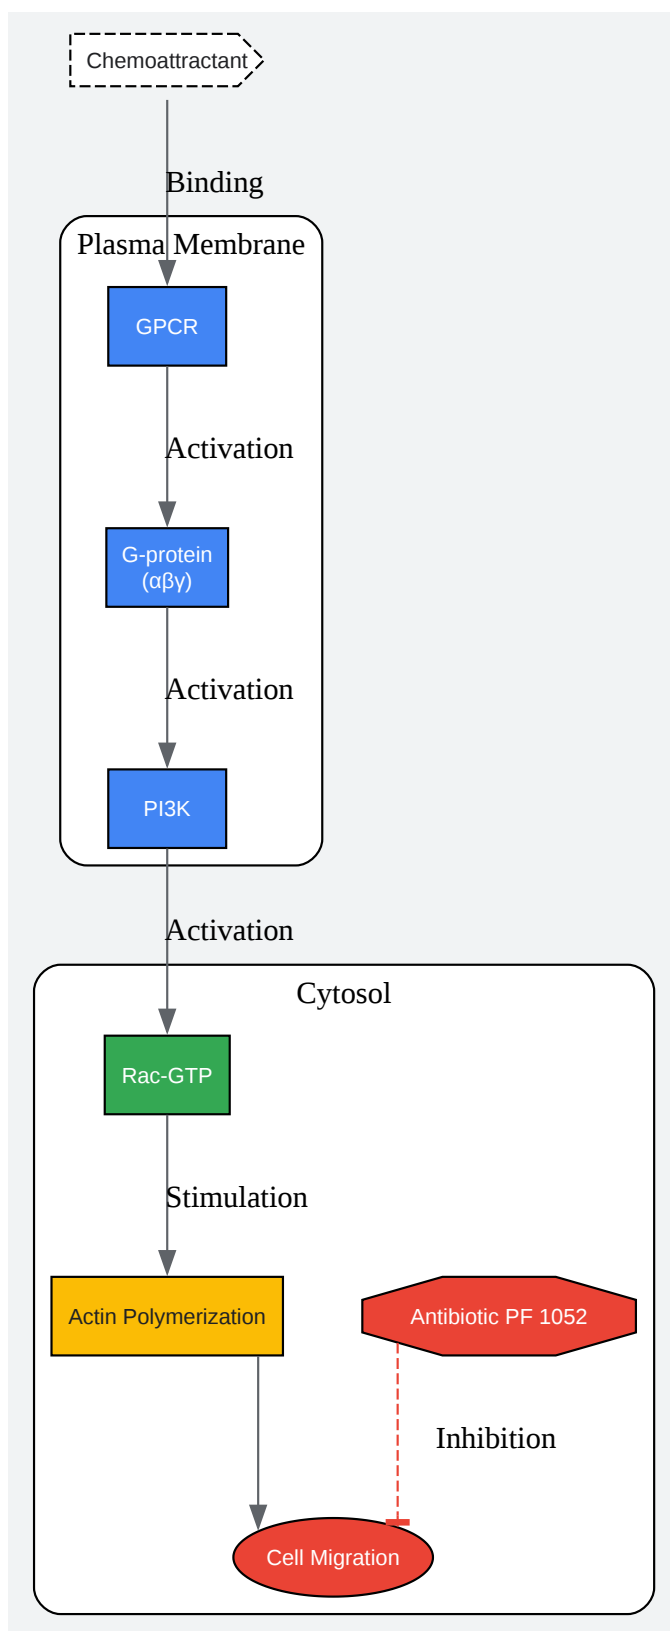 Chemoattractant
Binding
Plasma Membrane
GPCR
Activation
G-protein
(αβγ)
Activation
PI3K
Activation
Cytosol
Rac-GTP
Stimulation
Actin Polymerization
Antibiotic PF 1052
Inhibition
Cell Migration